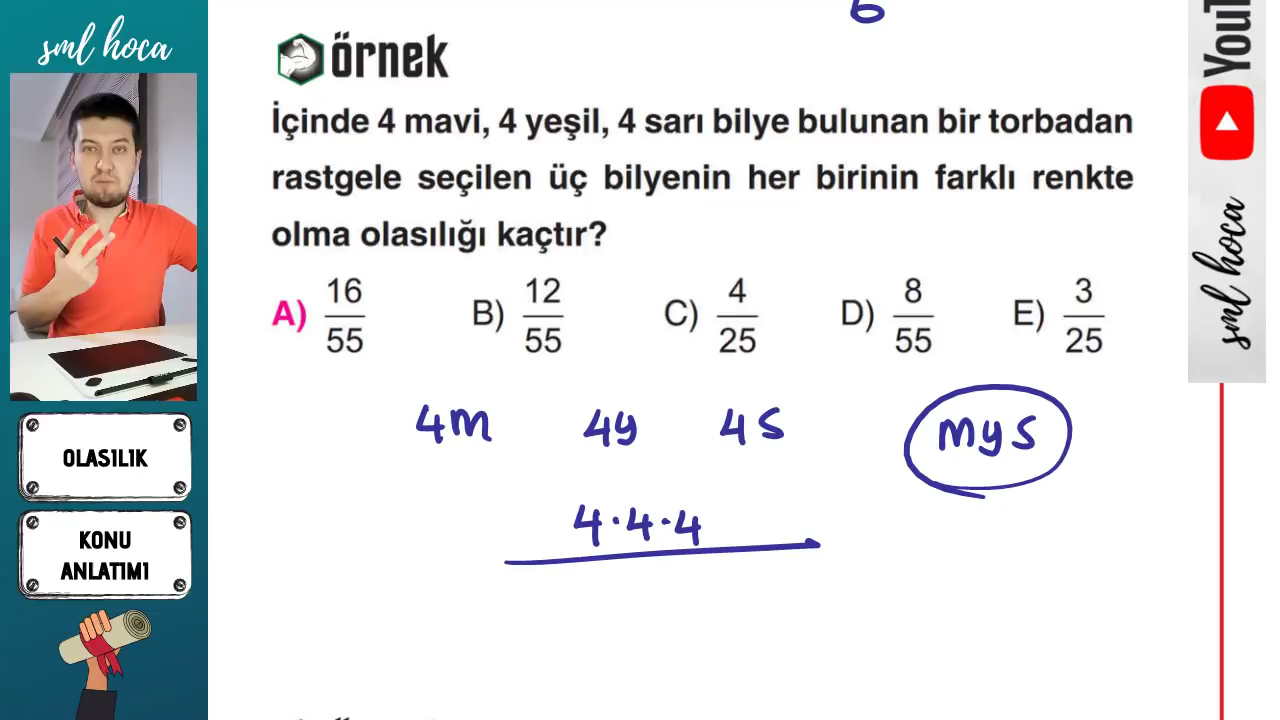 sml hoca
6
örnek
İçinde 4 mavi, 4 yeşil, 4 sarı bilye bulunan bir torbadan
rastgele seçilen üç bilyenin her birinin farklı renkte
olma olasılığı kaçtır?
A) 16/55 B) 12/55 C) 4/25 D) 8/55 E) 3/25
4m 4y 4s mys
4·4·4
OLASILIK
KONU
ANLATIMI
sml hoca